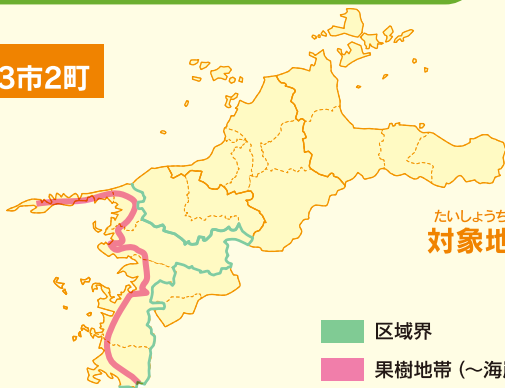 3市2町
たいしょうち
対象地
区域界
果樹地帯（～海